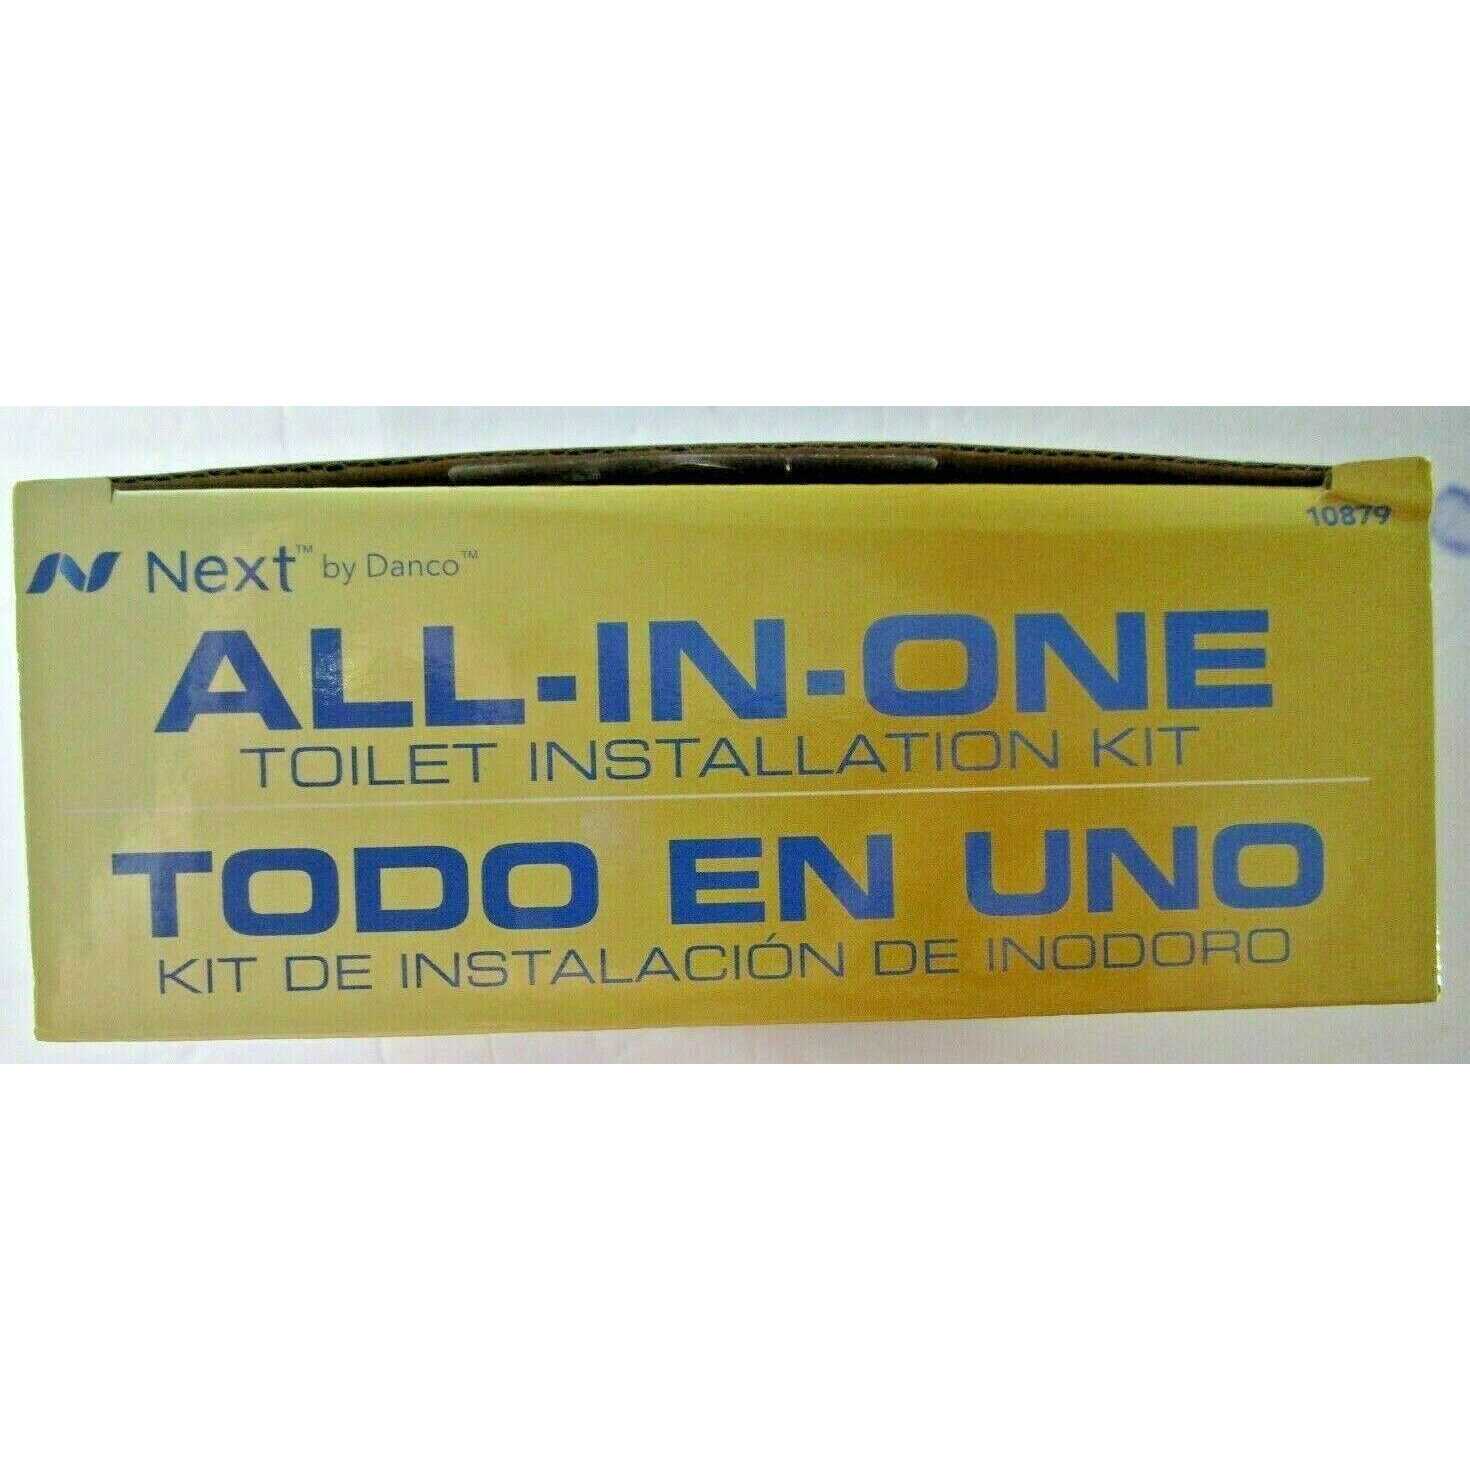 10879
Next™ by Danco™
ALL-IN-ONE
TOILET INSTALLATION KIT
TODO EN UNO
KIT DE INSTALACIÓN DE INODORO